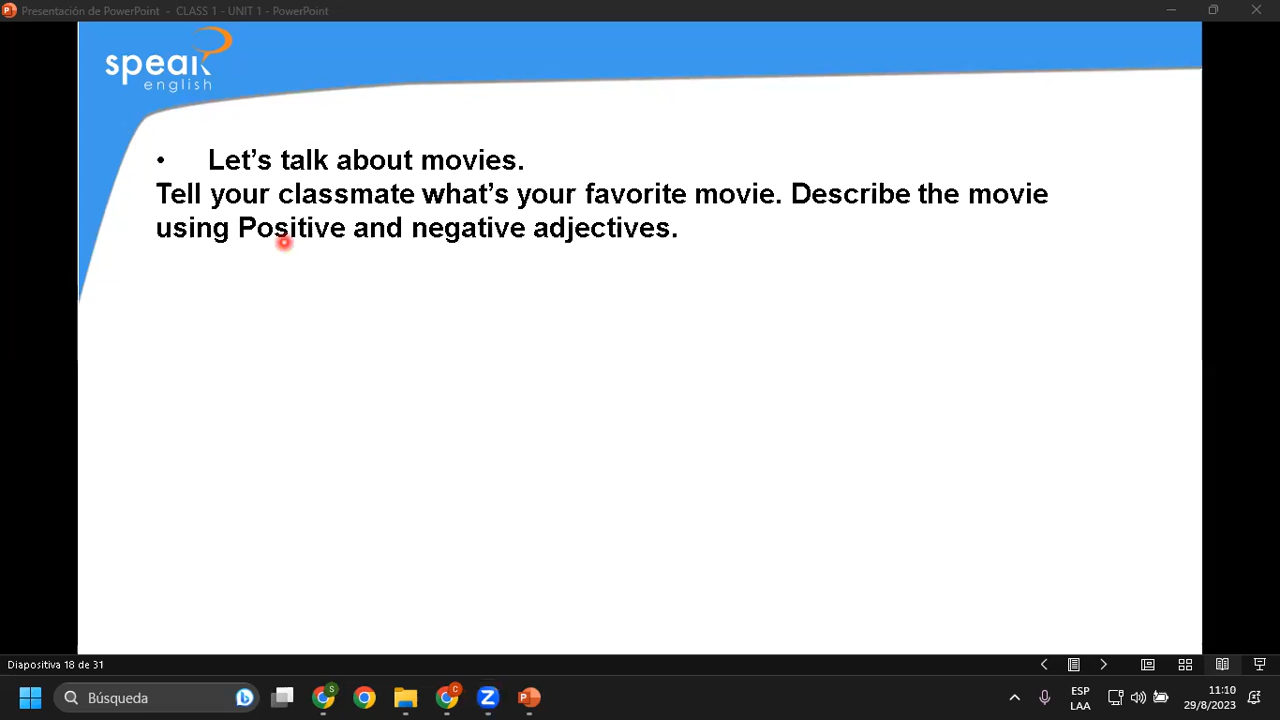 Presentación de PowerPoint - CLASS 1 - UNIT 1 - PowerPoint
speak
english
• Let's talk about movies.
Tell your classmate what's your favorite movie. Describe the movie
using Positive and negative adjectives.
Diapositiva 18 de 31
Búsqueda
S
C
ESP
LAA
11:10
29/8/2023